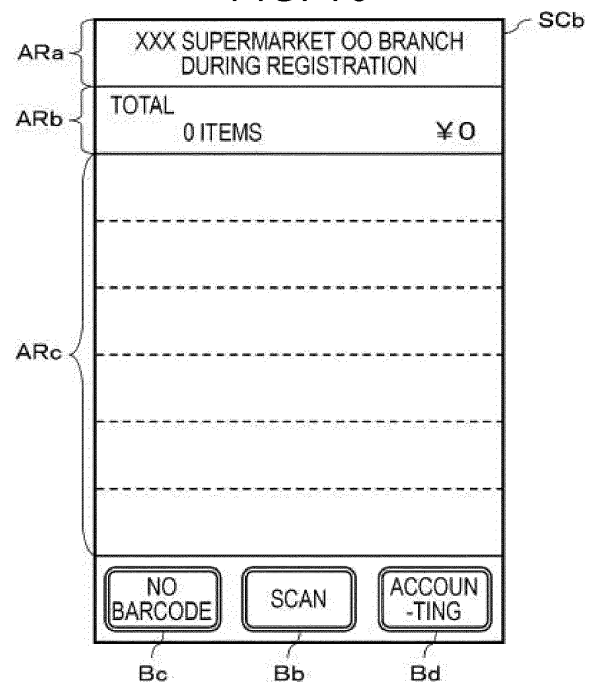 SCb
ARa
XXX SUPERMARKET OO BRANCH
DURING REGISTRATION
ARb
TOTAL
0 ITEMS ¥0
ARc
NO
BARCODE
SCAN
ACCOUN
-TING
Bc Bb Bd